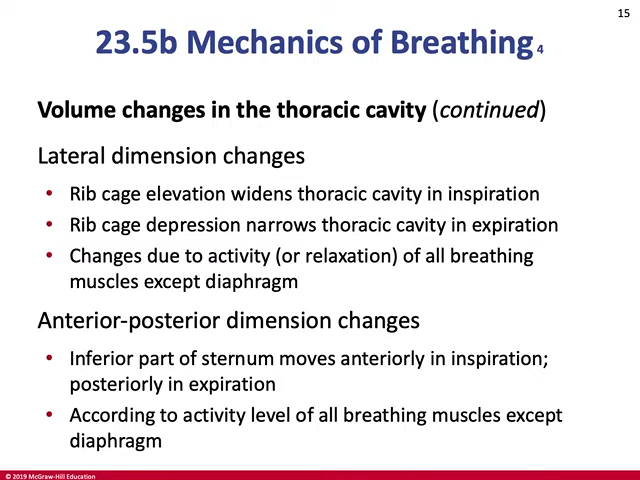 15
23.5b Mechanics of Breathing 4
Volume changes in the thoracic cavity (continued)
Lateral dimension changes
• Rib cage elevation widens thoracic cavity in inspiration
• Rib cage depression narrows thoracic cavity in expiration
• Changes due to activity (or relaxation) of all breathing
muscles except diaphragm
Anterior-posterior dimension changes
• Inferior part of sternum moves anteriorly in inspiration;
posteriorly in expiration
• According to activity level of all breathing muscles except
diaphragm
© 2019 McGraw-Hill Education